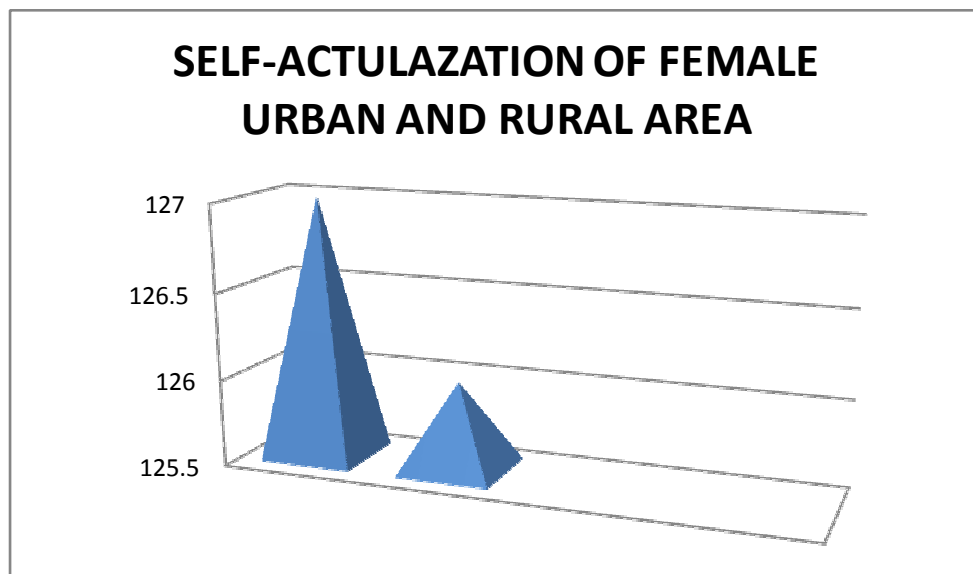 SELF-ACTULAZATION OF FEMALE
URBAN AND RURAL AREA
127
126.5
126
125.5